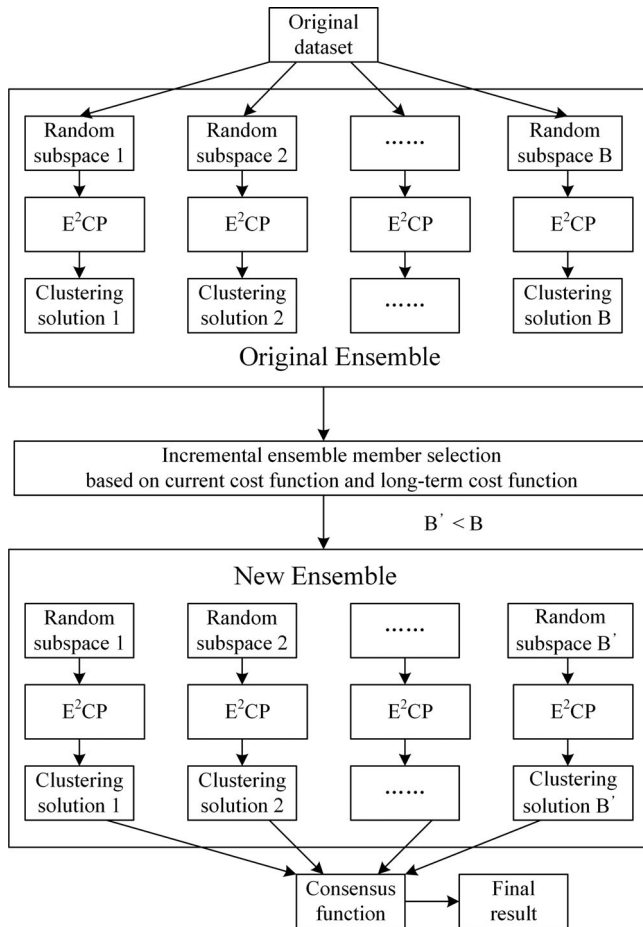 Original
dataset
Random
subspace 1
Random
subspace 2
......
Random
subspace B
E²CP
E²CP
E²CP
E²CP
Clustering
solution 1
Clustering
solution 2
......
Clustering
solution B
Original Ensemble
Incremental ensemble member selection
based on current cost function and long-term cost function
B' < B
New Ensemble
Random
subspace 1
Random
subspace 2
......
Random
subspace B'
E²CP
E²CP
E²CP
E²CP
Clustering
solution 1
Clustering
solution 2
......
Clustering
solution B'
Consensus
function
Final
result